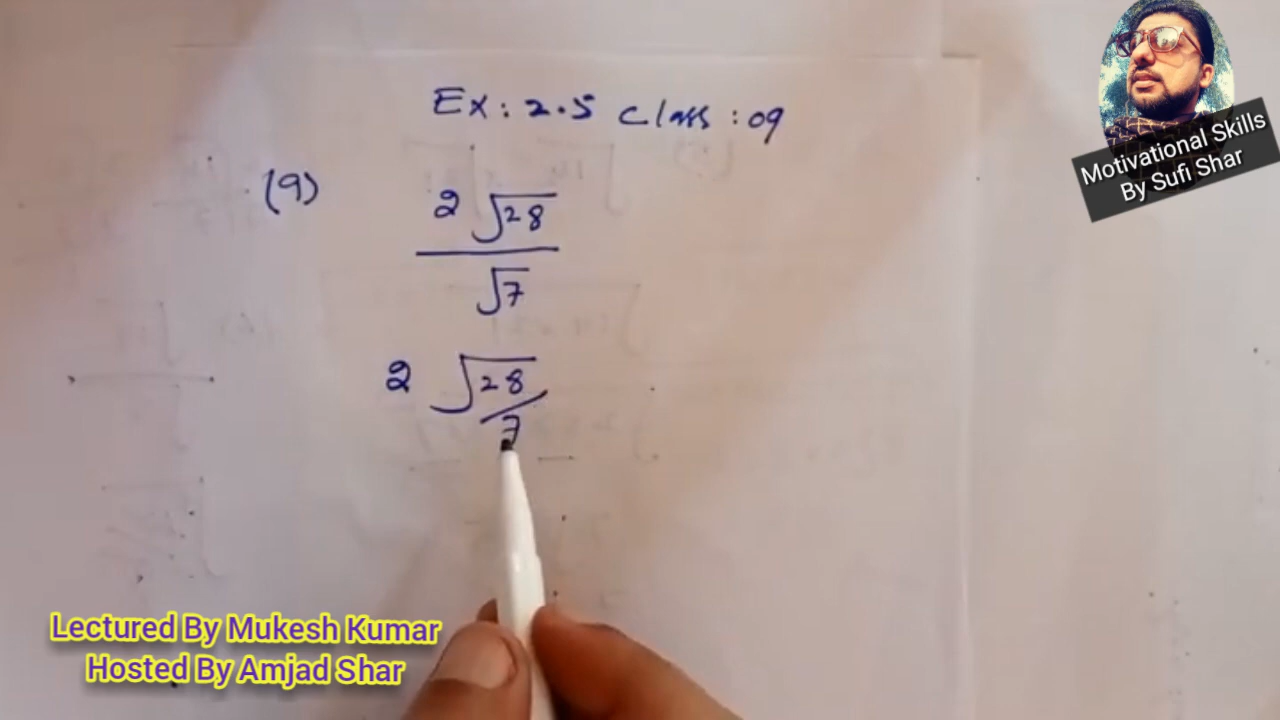 Ex: 2.5 Class: 09
(9)
2 √28
√7
2 √28
7
Motivational Skills
By Sufi Shar
Lectured By Mukesh Kumar
Hosted By Amjad Shar